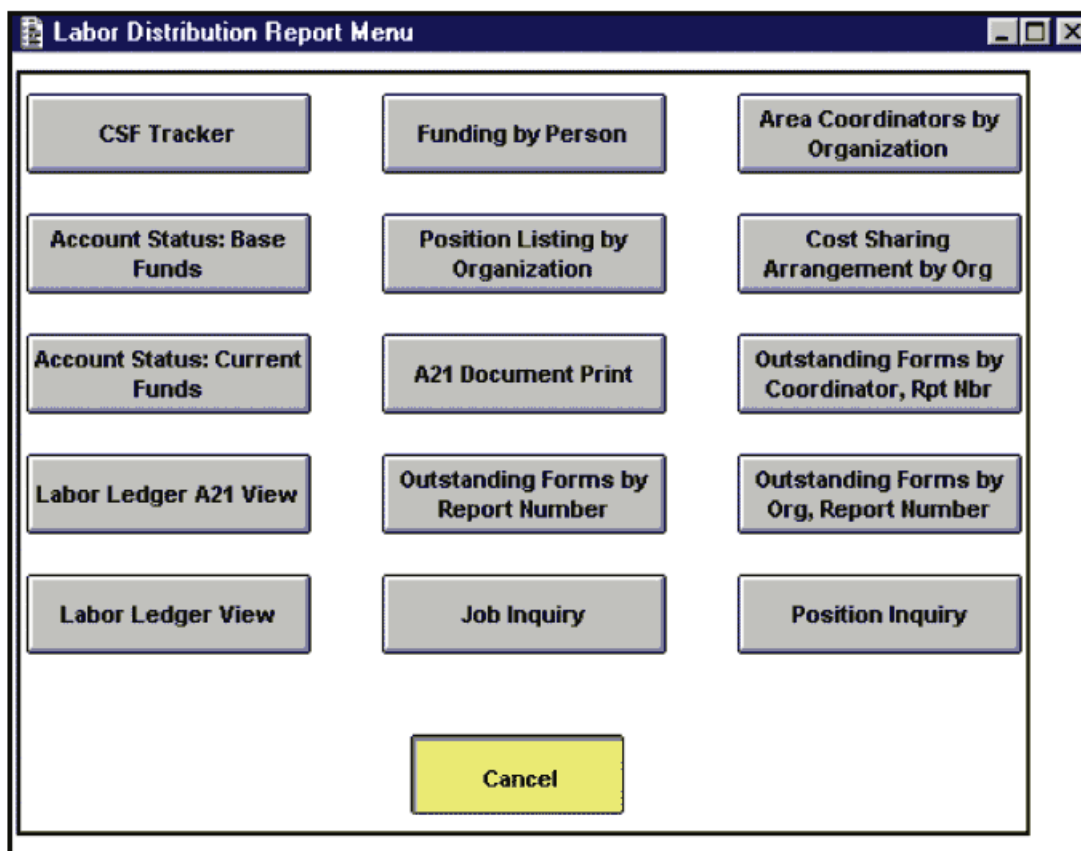 Labor Distribution Report Menu
CSF Tracker
Funding by Person
Area Coordinators by
Organization
Account Status: Base
Funds
Position Listing by
Organization
Cost Sharing
Arrangement by Org
Account Status: Current
Funds
A21 Document Print
Outstanding Forms by
Coordinator, Rpt Nbr
Labor Ledger A21 View
Outstanding Forms by
Report Number
Outstanding Forms by
Org, Report Number
Labor Ledger View
Job Inquiry
Position Inquiry
Cancel